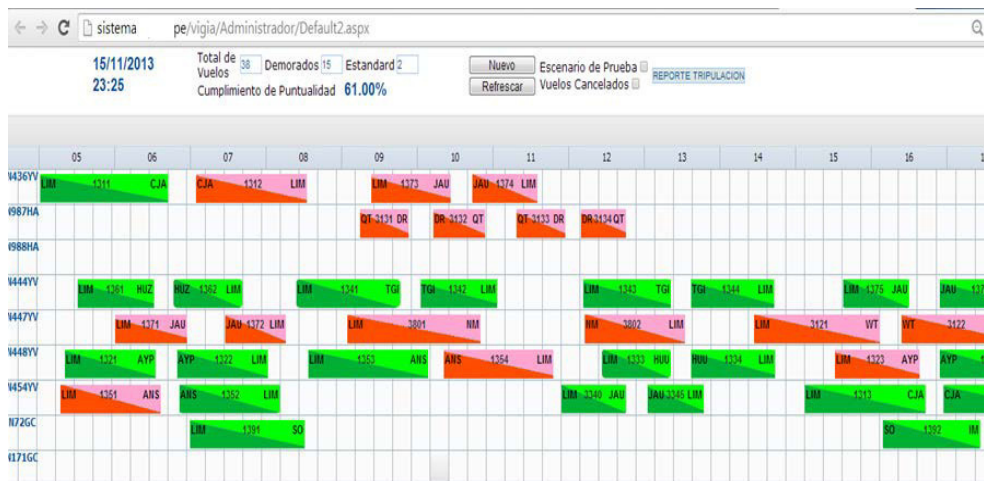 sistema pe/vigia/Administrador/Default2.aspx
15/11/2013
23:25
Total de Vuelos 38 Demorados 15 Estandard 2
Cumplimiento de Puntualidad 61.00%
Nuevo
Refrescar
Escenario de Prueba
Vuelos Cancelados
REPORTE TRIPULACION
05 06 07 08 09 10 11 12 13 14 15 16 1
N436YV LIM 1311 CJA CJA 1312 LIM LIM 1373 JAU JAU 1374 LIM
N987HA QT 3131 DR DR 3132 QT QT 3133 DR DR 3134 QT
N988HA
N444YV LIM 1361 HUZ HUZ 1362 LIM LIM 1341 TGI TGI 1342 LIM LIM 1343 TGI TGI 1344 LIM LIM 1375 JAU JAU 137
N447YV LIM 1371 JAU JAU 1372 LIM LIM 3801 NM NM 3802 LIM LIM 3121 WT WT 3122
N448YV LIM 1321 AYP AYP 1322 LIM LIM 1353 ANS ANS 1354 LIM LIM 1333 HUU HUU 1334 LIM LIM 1323 AYP AYP
N454YV LIM 1351 ANS ANS 1352 LIM LIM 3340 JAU JAU 3345 LIM LIM 1313 CJA CJA
N72GC LIM 1391 SO SO 1392 IM
N171GC